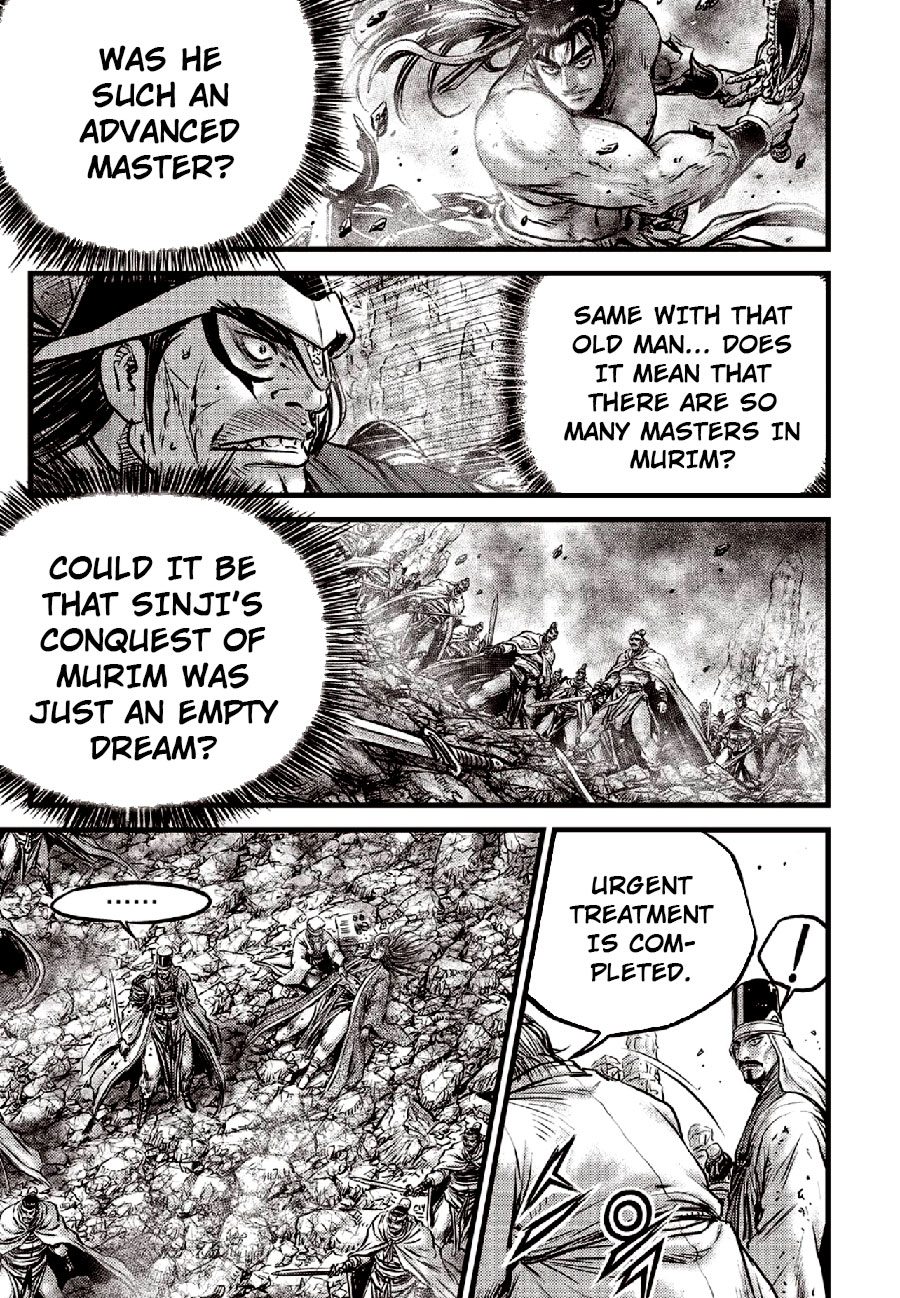 WAS HE
SUCH AN
ADVANCED
MASTER?
SAME WITH THAT
OLD MAN... DOES
IT MEAN THAT
THERE ARE SO
MANY MASTERS IN
MURIM?
COULD IT BE
THAT SINJI'S
CONQUEST OF
MURIM WAS
JUST AN EMPTY
DREAM?
......
URGENT
TREATMENT
IS COM-
PLETED.
!